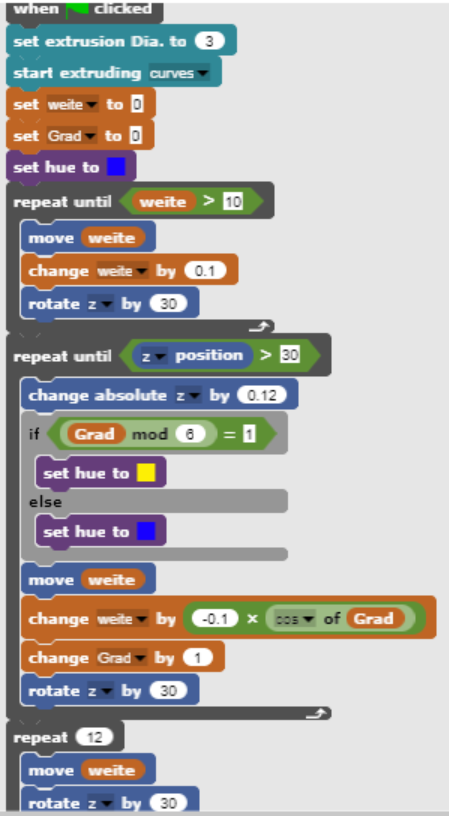 when clicked
set extrusion Dia. to 3
start extruding curves
set weite to 0
set Grad to 0
set hue to
repeat until weite > 10
move weite
change weite by 0.1
rotate z by 30
repeat until z position > 30
change absolute z by 0.12
if Grad mod 6 = 1
set hue to
else
set hue to
move weite
change weite by -0.1 × cos of Grad
change Grad by 1
rotate z by 30
repeat 12
move weite
rotate z by 30